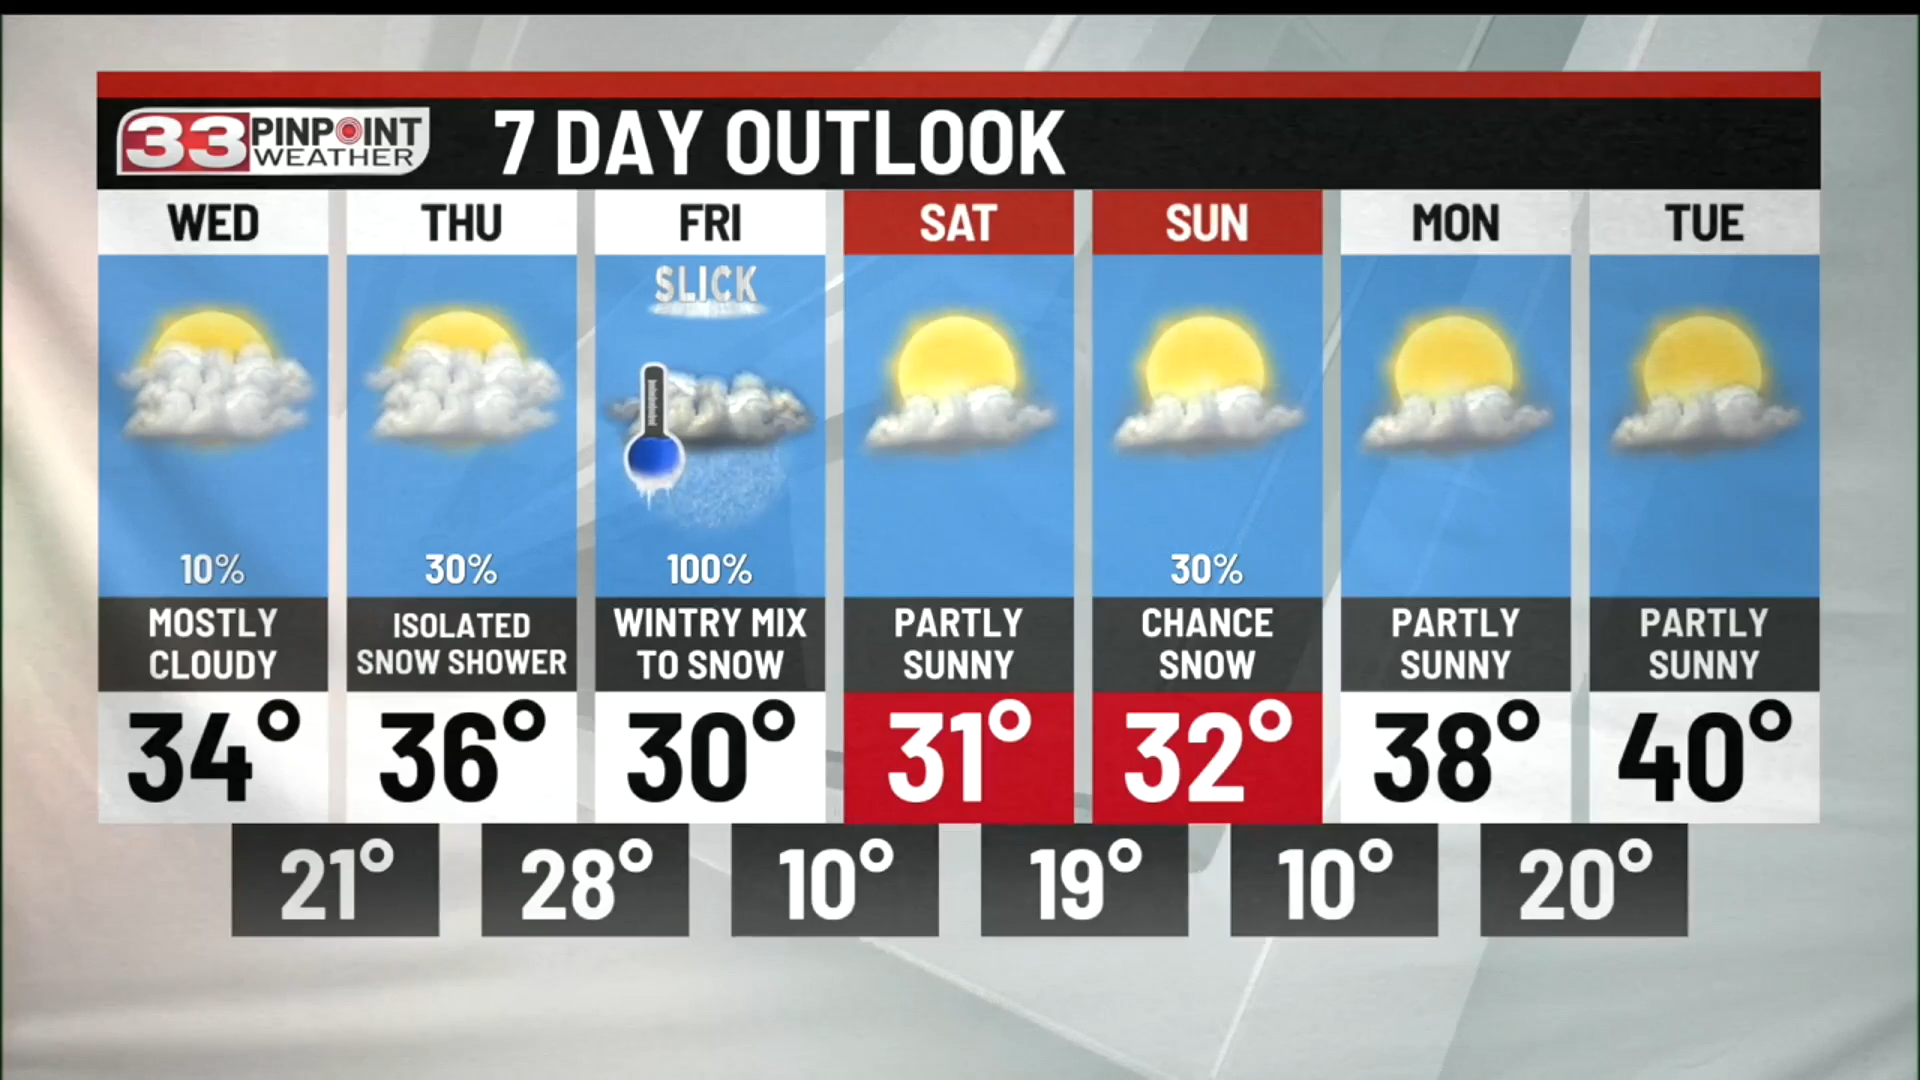 33 PINPOINT WEATHER
7 DAY OUTLOOK
WED THU FRI SAT SUN MON TUE
SLICK
10% 30% 100% 30%
MOSTLY CLOUDY
ISOLATED SNOW SHOWER
WINTRY MIX TO SNOW
PARTLY SUNNY
CHANCE SNOW
PARTLY SUNNY
PARTLY SUNNY
34° 36° 30° 31° 32° 38° 40°
21° 28° 10° 19° 10° 20°